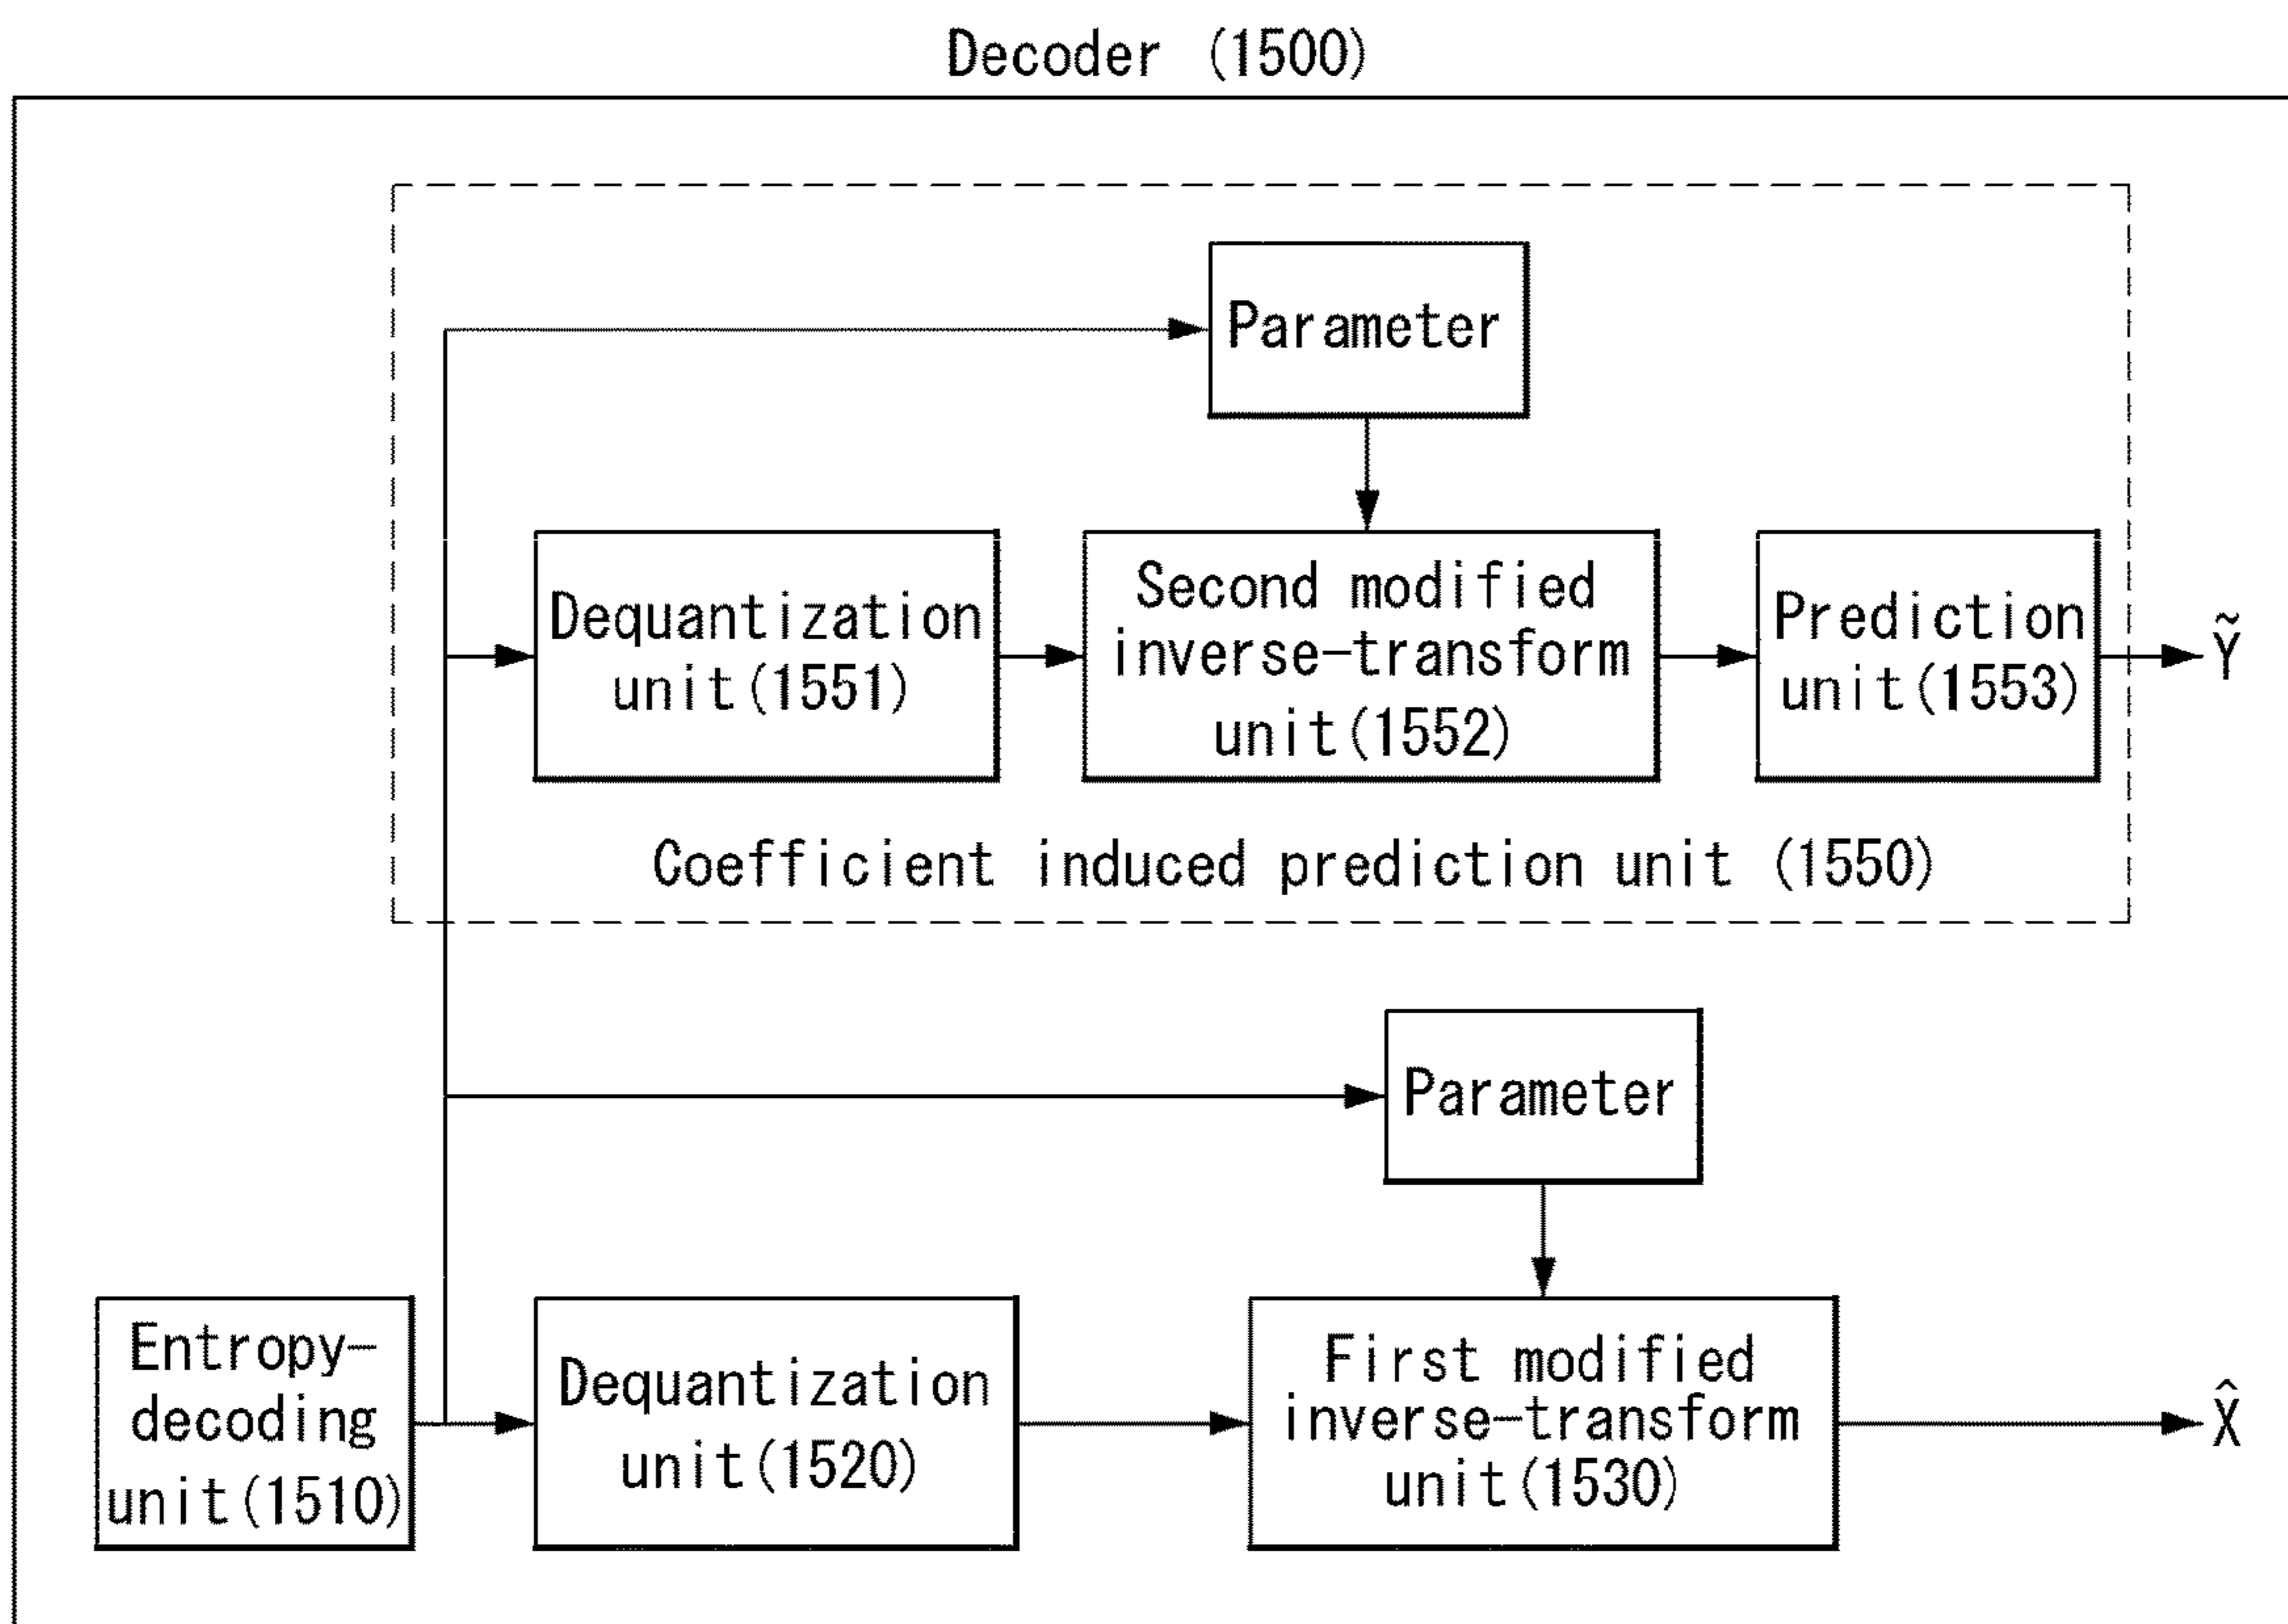 Decoder (1500)
Parameter
Dequantization
unit(1551)
Second modified
inverse-transform
unit(1552)
Prediction
unit(1553)
Ỹ
Coefficient induced prediction unit (1550)
Parameter
Entropy-
decoding
unit(1510)
Dequantization
unit(1520)
First modified
inverse-transform
unit(1530)
X̂